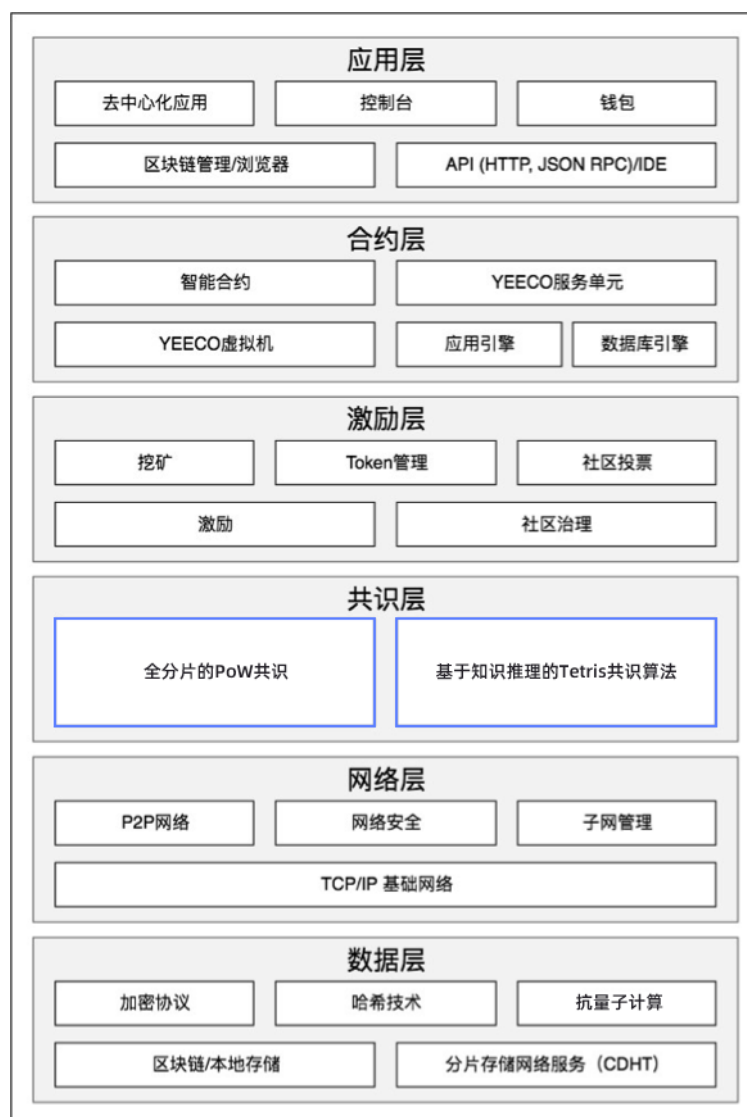 应用层
去中心化应用 控制台 钱包
区块链管理/浏览器 API (HTTP, JSON RPC)/IDE
合约层
智能合约 YEECO服务单元
YEECO虚拟机 应用引擎 数据库引擎
激励层
挖矿 Token管理 社区投票
激励 社区治理
共识层
全分片的PoW共识 基于知识推理的Tetris共识算法
网络层
P2P网络 网络安全 子网管理
TCP/IP 基础网络
数据层
加密协议 哈希技术 抗量子计算
区块链/本地存储 分片存储网络服务（CDHT）